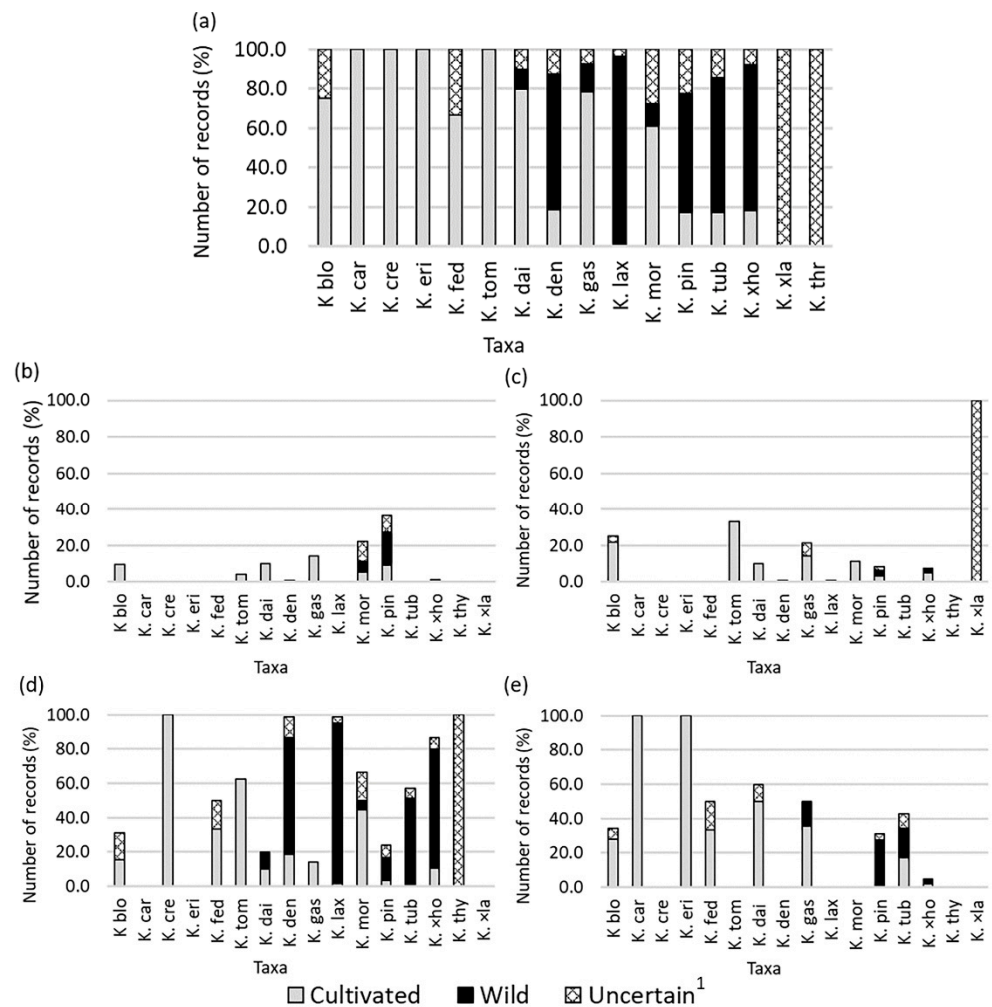 (a)
Number of records (%)
100.0
80.0
60.0
40.0
20.0
0.0
K blo
K. car
K. cre
K. eri
K. fed
K. tom
K. dai
K. den
K. gas
K. lax
K. mor
K. pin
K. tub
K. xho
K. xla
K. thr
Taxa
(b)
Number of records (%)
100.0
80.0
60.0
40.0
20.0
0.0
K blo
K. car
K. cre
K. eri
K. fed
K. tom
K. dai
K. den
K. gas
K. lax
K. mor
K. pin
K. tub
K. xho
K. thy
K. xla
Taxa
(c)
Number of records (%)
100.0
80.0
60.0
40.0
20.0
0.0
K blo
K. car
K. cre
K. eri
K. fed
K. tom
K. dai
K. den
K. gas
K. lax
K. mor
K. pin
K. tub
K. xho
K. thy
K. xla
Taxa
(d)
Number of records (%)
100.0
80.0
60.0
40.0
20.0
0.0
K blo
K. car
K. cre
K. eri
K. fed
K. tom
K. dai
K. den
K. gas
K. lax
K. mor
K. pin
K. tub
K. xho
K. thy
K. xla
Taxa
(e)
Number of records (%)
100.0
80.0
60.0
40.0
20.0
0.0
K blo
K. car
K. cre
K. eri
K. fed
K. tom
K. dai
K. den
K. gas
K. lax
K. mor
K. pin
K. tub
K. xho
K. thy
K. xla
Taxa
Cultivated Wild Uncertain¹